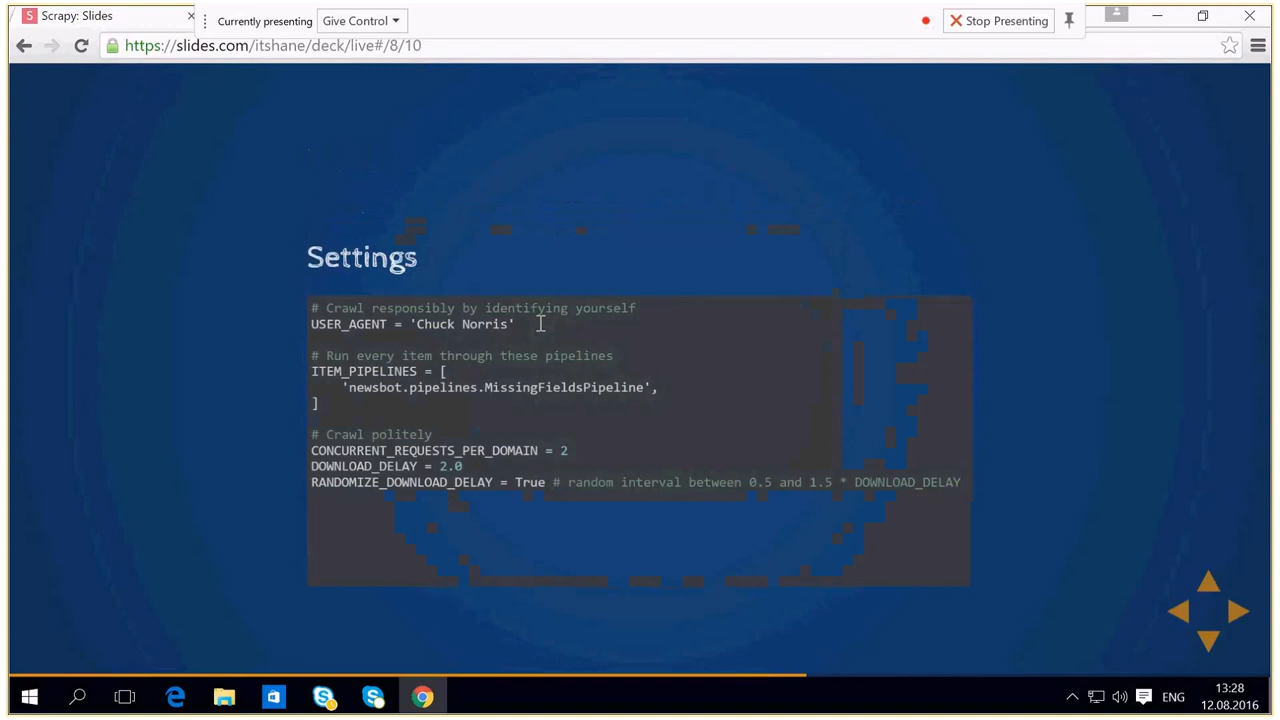 Scrapy: Slides
Currently presenting
Give Control
Stop Presenting
https://slides.com/itshane/deck/live#/8/10
Settings
# Crawl responsibly by identifying yourself
USER_AGENT = 'Chuck Norris'
# Run every item through these pipelines
ITEM_PIPELINES = [
'newsbot.pipelines.MissingFieldsPipeline',
]
# Crawl politely
CONCURRENT_REQUESTS_PER_DOMAIN = 2
DOWNLOAD_DELAY = 2.0
RANDOMIZE_DOWNLOAD_DELAY = True # random interval between 0.5 and 1.5 * DOWNLOAD_DELAY
ENG
13:28
12.08.2016